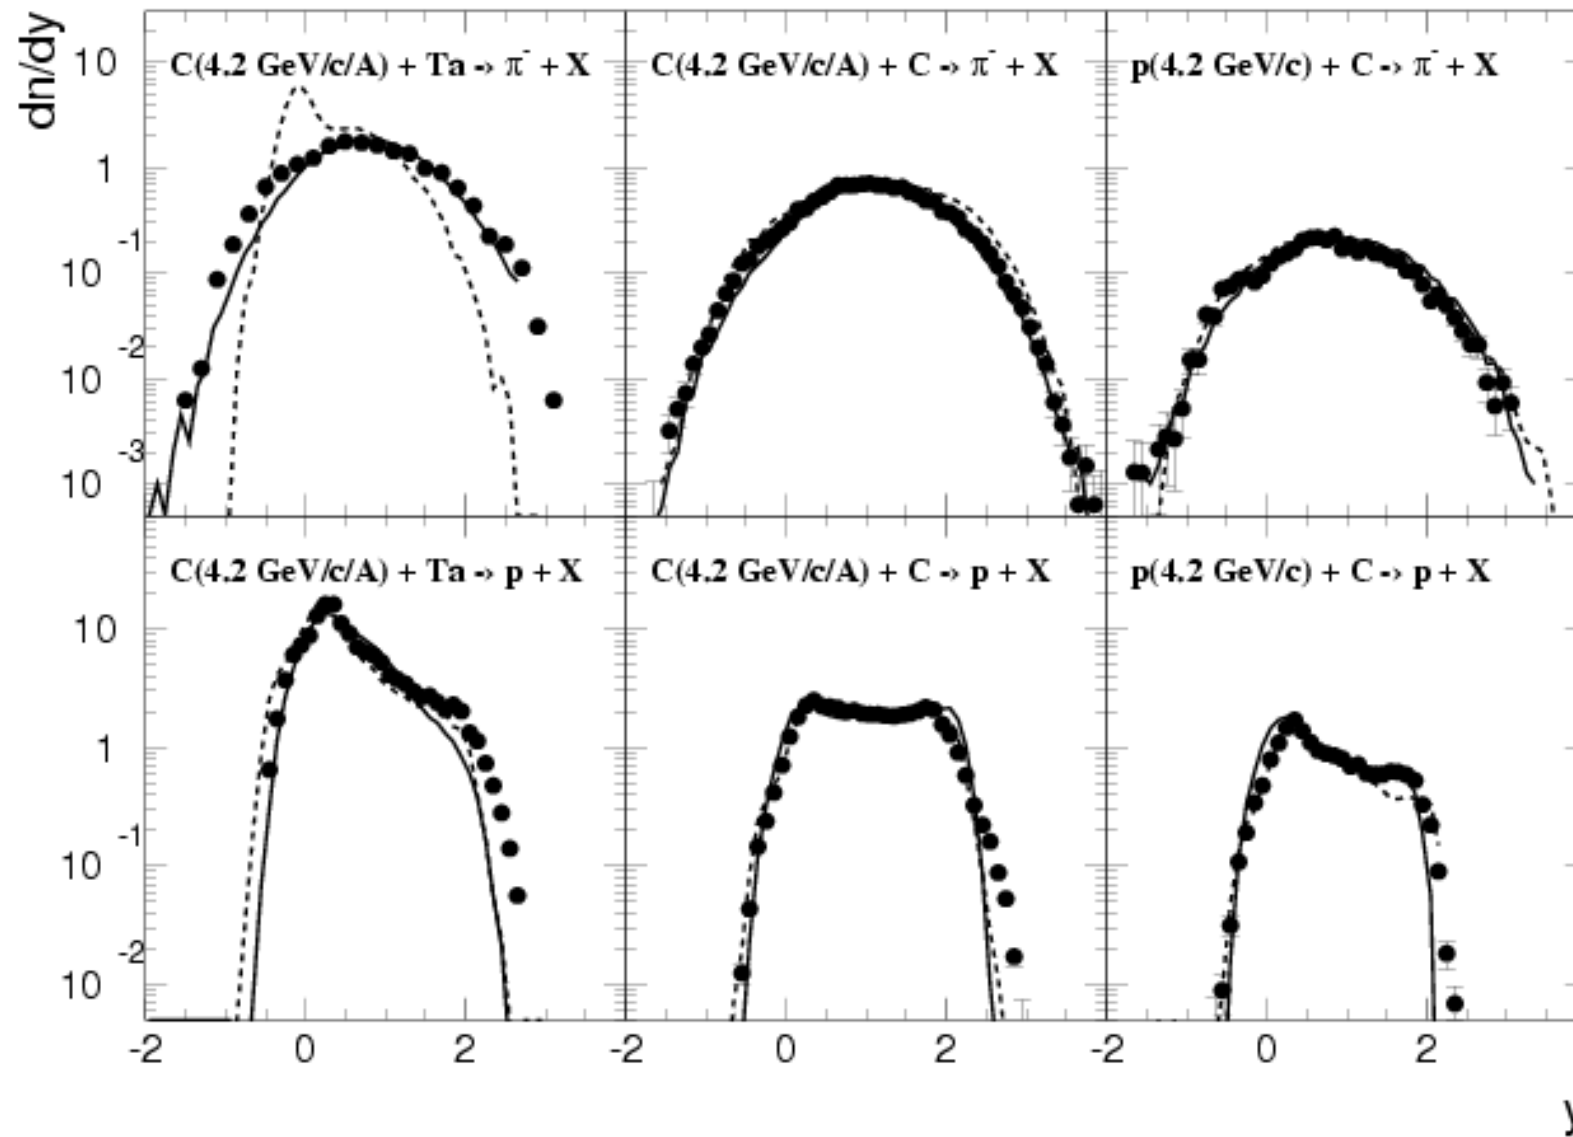 dn/dy
10
1
10
-1
10
-2
10
-3
C(4.2 GeV/c/A) + Ta -> π⁻ + X
C(4.2 GeV/c/A) + C -> π⁻ + X
p(4.2 GeV/c) + C -> π⁻ + X
10
1
10
-1
10
-2
C(4.2 GeV/c/A) + Ta -> p + X
C(4.2 GeV/c/A) + C -> p + X
p(4.2 GeV/c) + C -> p + X
-2 0 2 -2 0 2 -2 0 2
y